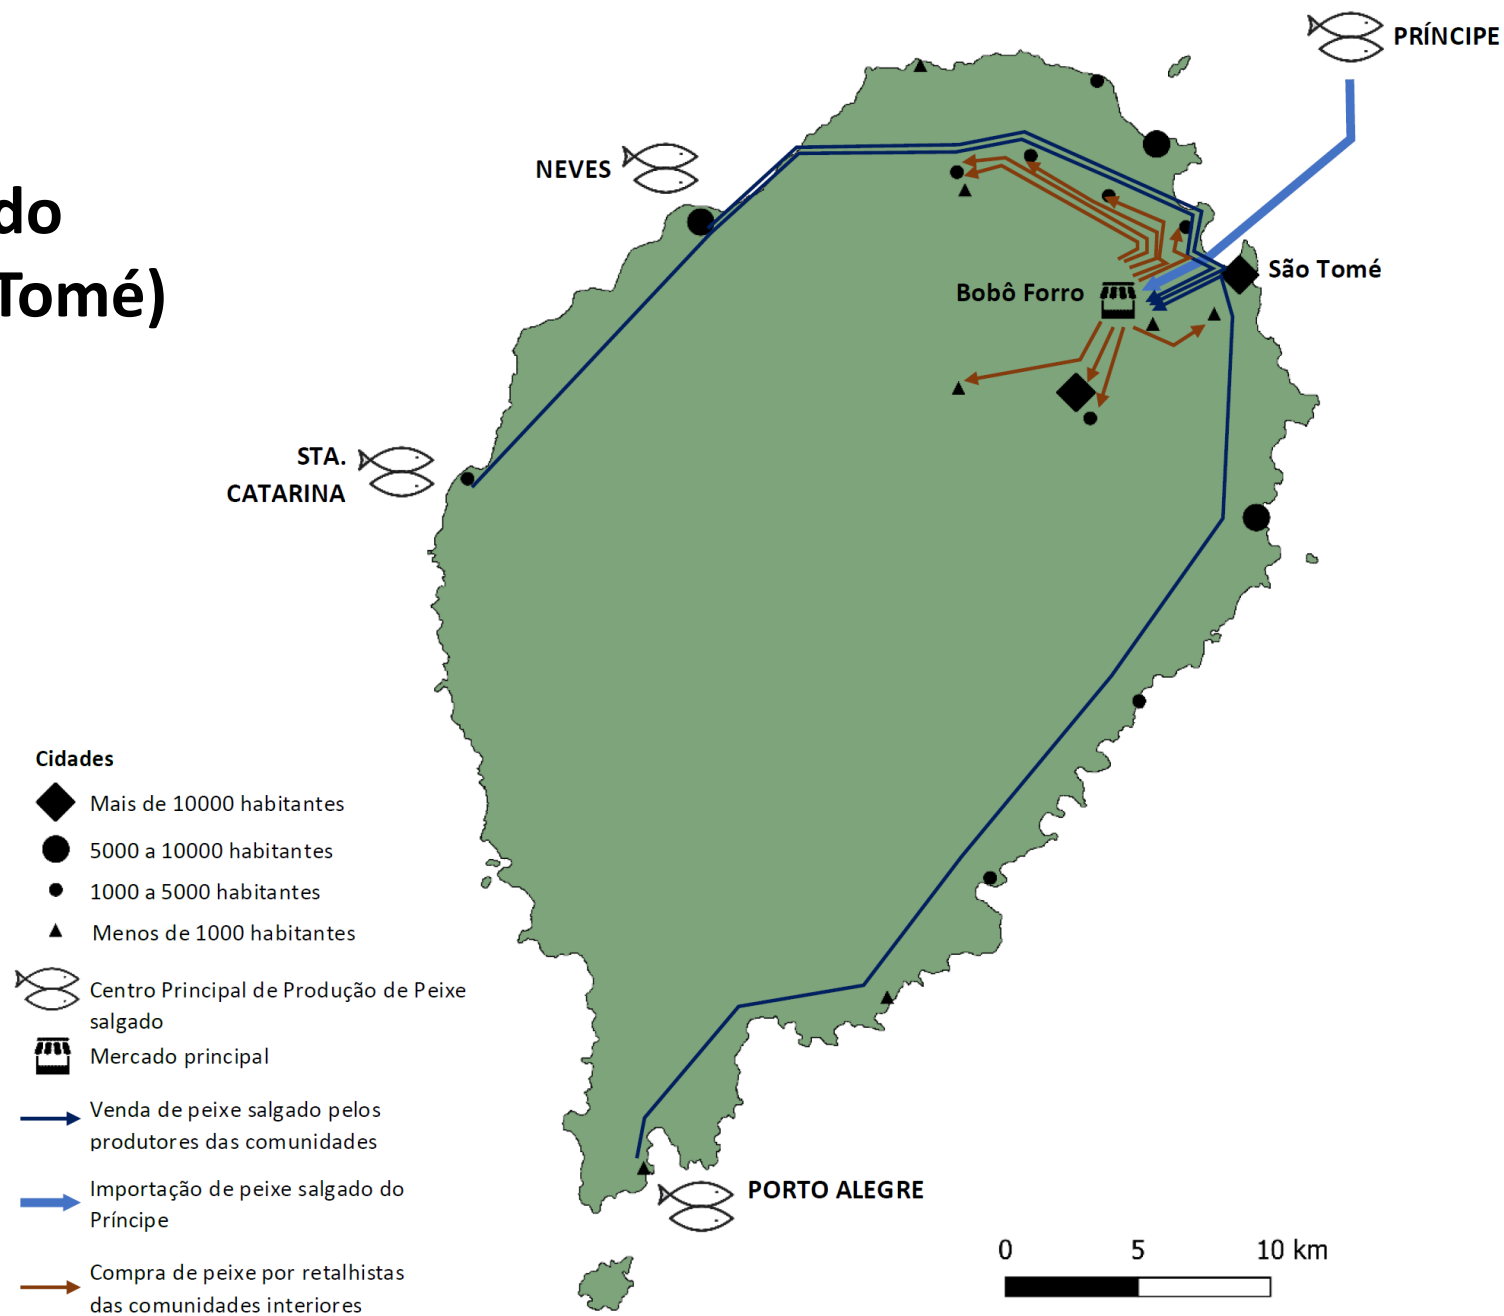 do
Tomé)
PRÍNCIPE
NEVES
São Tomé
Bobô Forro
STA.
CATARINA
PORTO ALEGRE
Cidades
Mais de 10000 habitantes
5000 a 10000 habitantes
1000 a 5000 habitantes
Menos de 1000 habitantes
Centro Principal de Produção de Peixe
salgado
Mercado principal
Venda de peixe salgado pelos
produtores das comunidades
Importação de peixe salgado do
Príncipe
Compra de peixe por retalhistas
das comunidades interiores
0 5 10 km